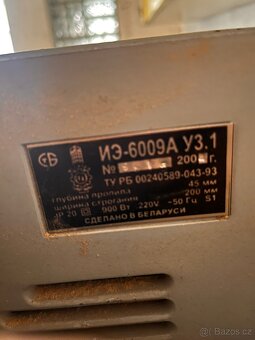 ИЭ-6009А У3.1
№ 200 г.
ТУ РБ 00240589-043-93
глубина пропила 45 мм
ширина строгания 200 мм
IP 20 900 Вт 220V ~50 Гц S1
СДЕЛАНО В БЕЛАРУСИ
Bazos.cz